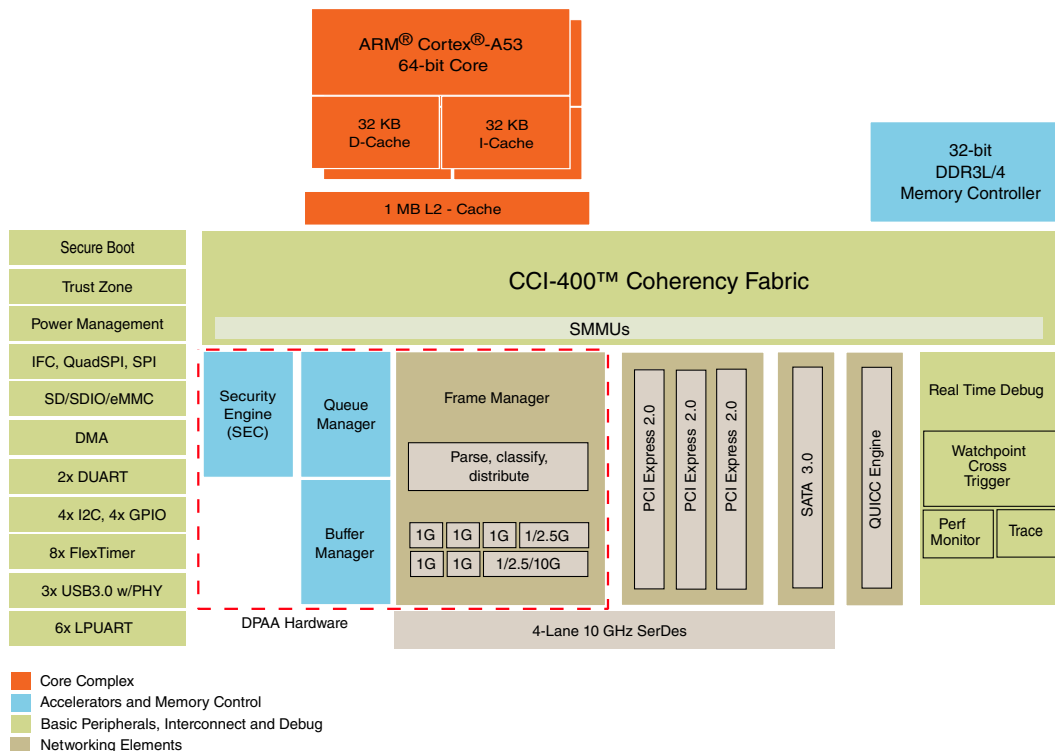 ARM® Cortex®-A53
64-bit Core
32 KB
D-Cache
32 KB
I-Cache
1 MB L2 - Cache
32-bit
DDR3L/4
Memory Controller
Secure Boot
Trust Zone
Power Management
IFC, QuadSPI, SPI
SD/SDIO/eMMC
DMA
2x DUART
4x I2C, 4x GPIO
8x FlexTimer
3x USB3.0 w/PHY
6x LPUART
CCI-400™ Coherency Fabric
SMMUs
Security
Engine
(SEC)
Queue
Manager
Buffer
Manager
Frame Manager
Parse, classify,
distribute
1G
1G
1G
1/2.5G
1G
1G
1/2.5/10G
DPAA Hardware
PCI Express 2.0
PCI Express 2.0
PCI Express 2.0
SATA 3.0
QUICC Engine
4-Lane 10 GHz SerDes
Real Time Debug
Watchpoint
Cross
Trigger
Perf
Monitor
Trace
Core Complex
Accelerators and Memory Control
Basic Peripherals, Interconnect and Debug
Networking Elements